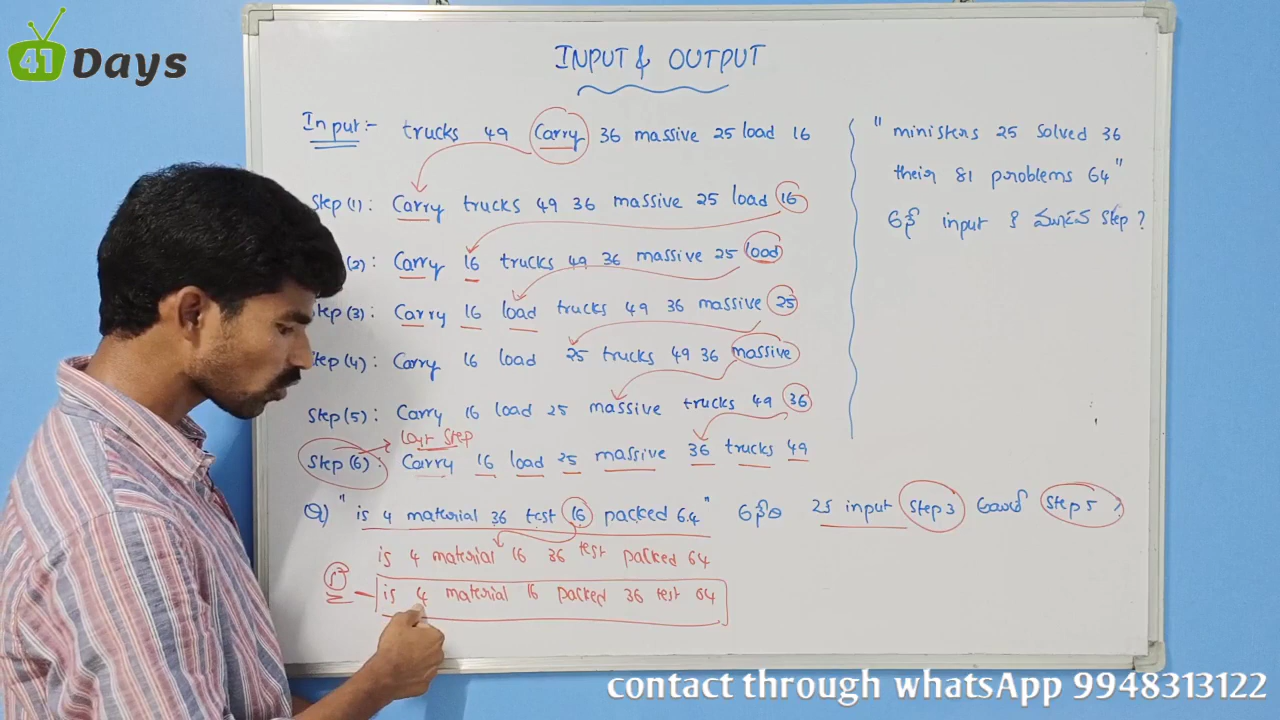 41 Days
INPUT & OUTPUT
Input:- trucks 49 Carry 36 massive 25 load 16
Step (1): Carry trucks 49 36 massive 25 load 16
(2): Carry 16 trucks 49 36 massive 25 load
Step (3): Carry 16 load trucks 49 36 massive 25
Step (4): Carry 16 load 25 trucks 49 36 massive
Step (5): Carry 16 load 25 massive trucks 49 36
Last Step
Step (6): Carry 16 load 25 massive 36 trucks 49
Q) "is 4 material 36 test 16 packed 64" 25 input Step 3 Step 5 ?
is 4 material 16 36 test packed 64
is 4 material 16 packed 36 test 64
"ministers 25 solved 36
their 81 problems 64"
input కి మూడవ Step ?
contact through whatsApp 9948313122